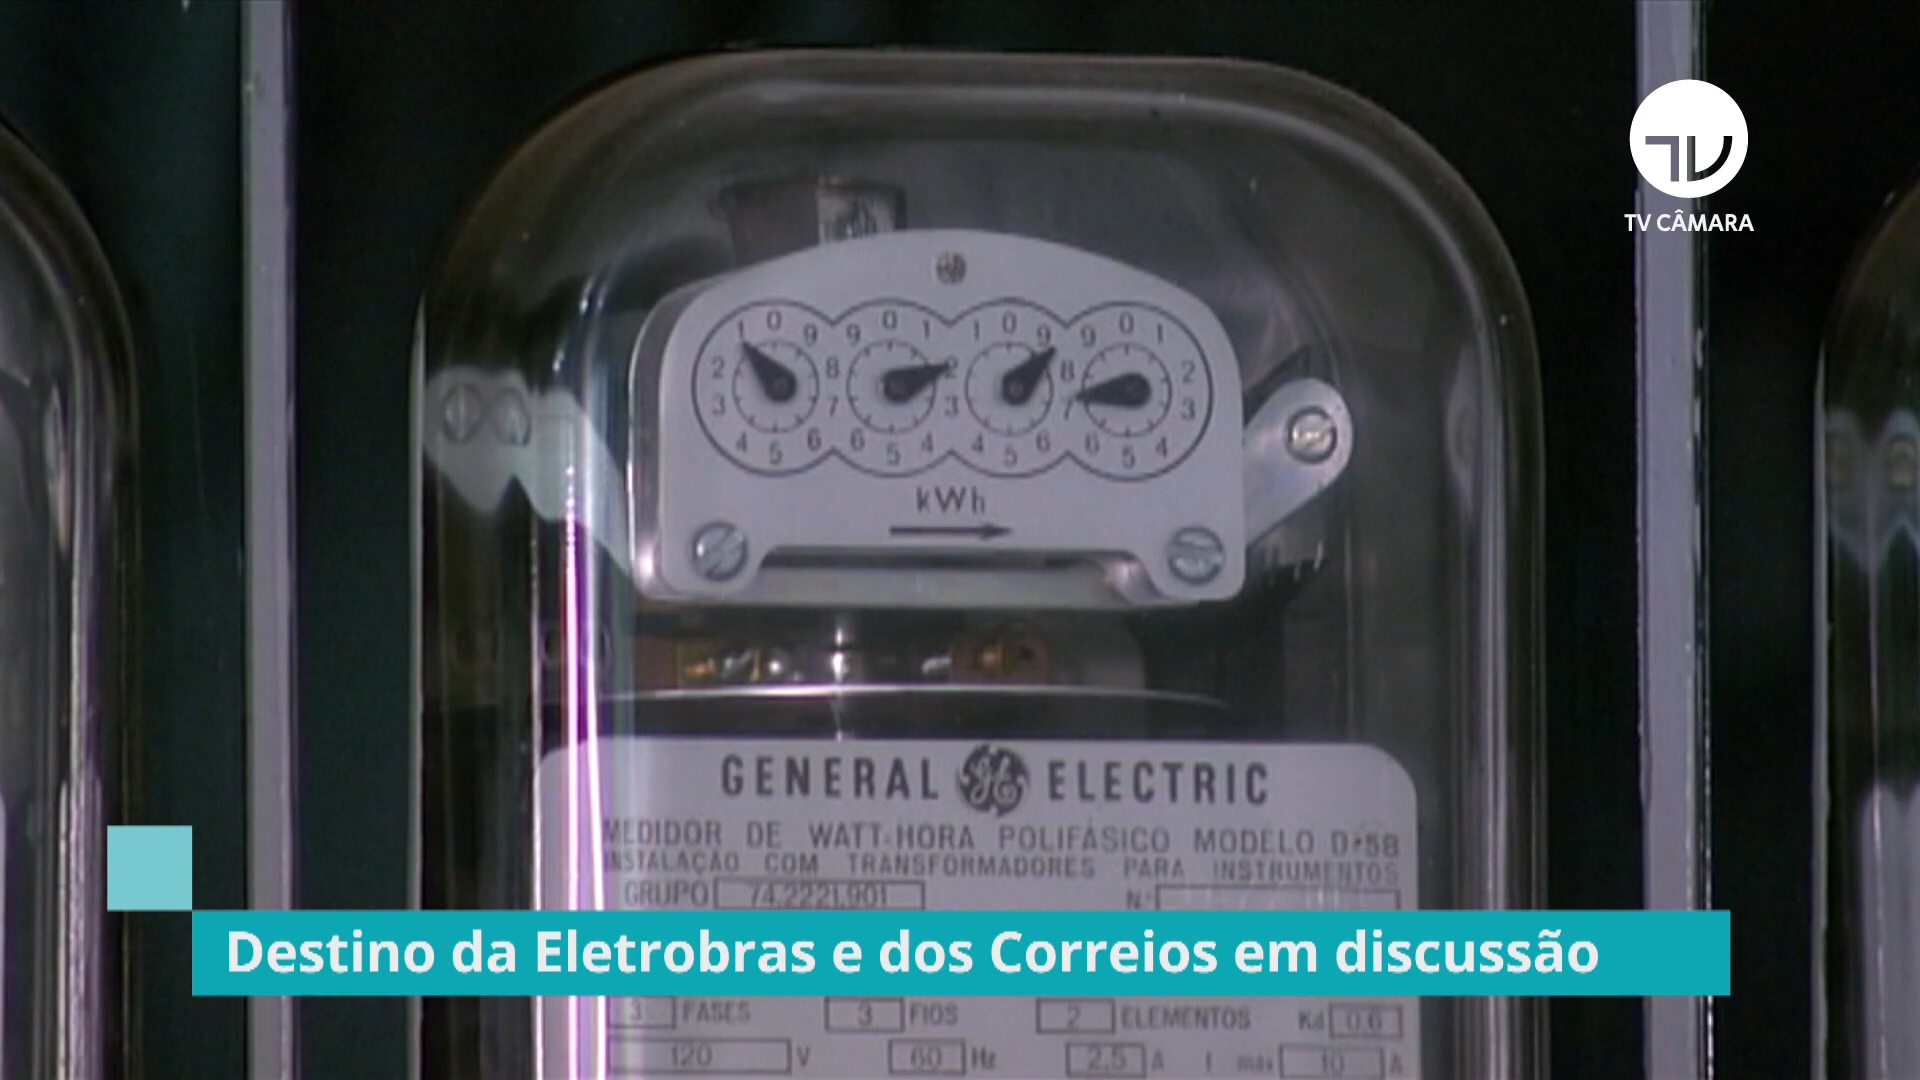 TV CÂMARA
1 0 9 9 0 1 1 0 9 9 0 1
2 8 2 8 2
3 7 3 7 3
4 5 6 6 5 4 4 5 6 6 5 4
kWh
GENERAL GE ELECTRIC
MEDIDOR DE WATT-HORA POLIFÁSICO MODELO D-58
INSTALAÇÃO COM TRANSFORMADORES PARA INSTRUMENTOS
GRUPO 74.2221.901 Nº
Destino da Eletrobras e dos Correios em discussão
3 FASES 3 FIOS 2 ELEMENTOS Kd 0,6
120 V 60 Hz 2,5 A I max 10 A